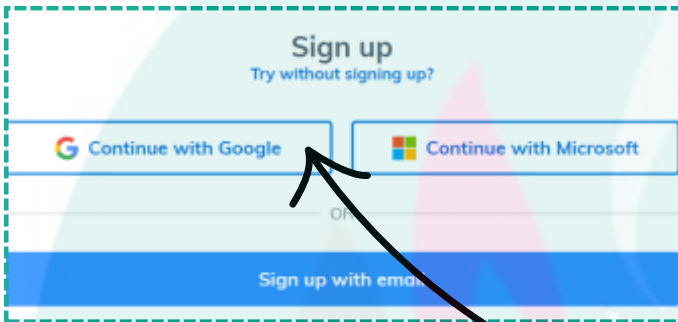 Sign up
Try without signing up?
Continue with Google
Continue with Microsoft
OR
Sign up with email